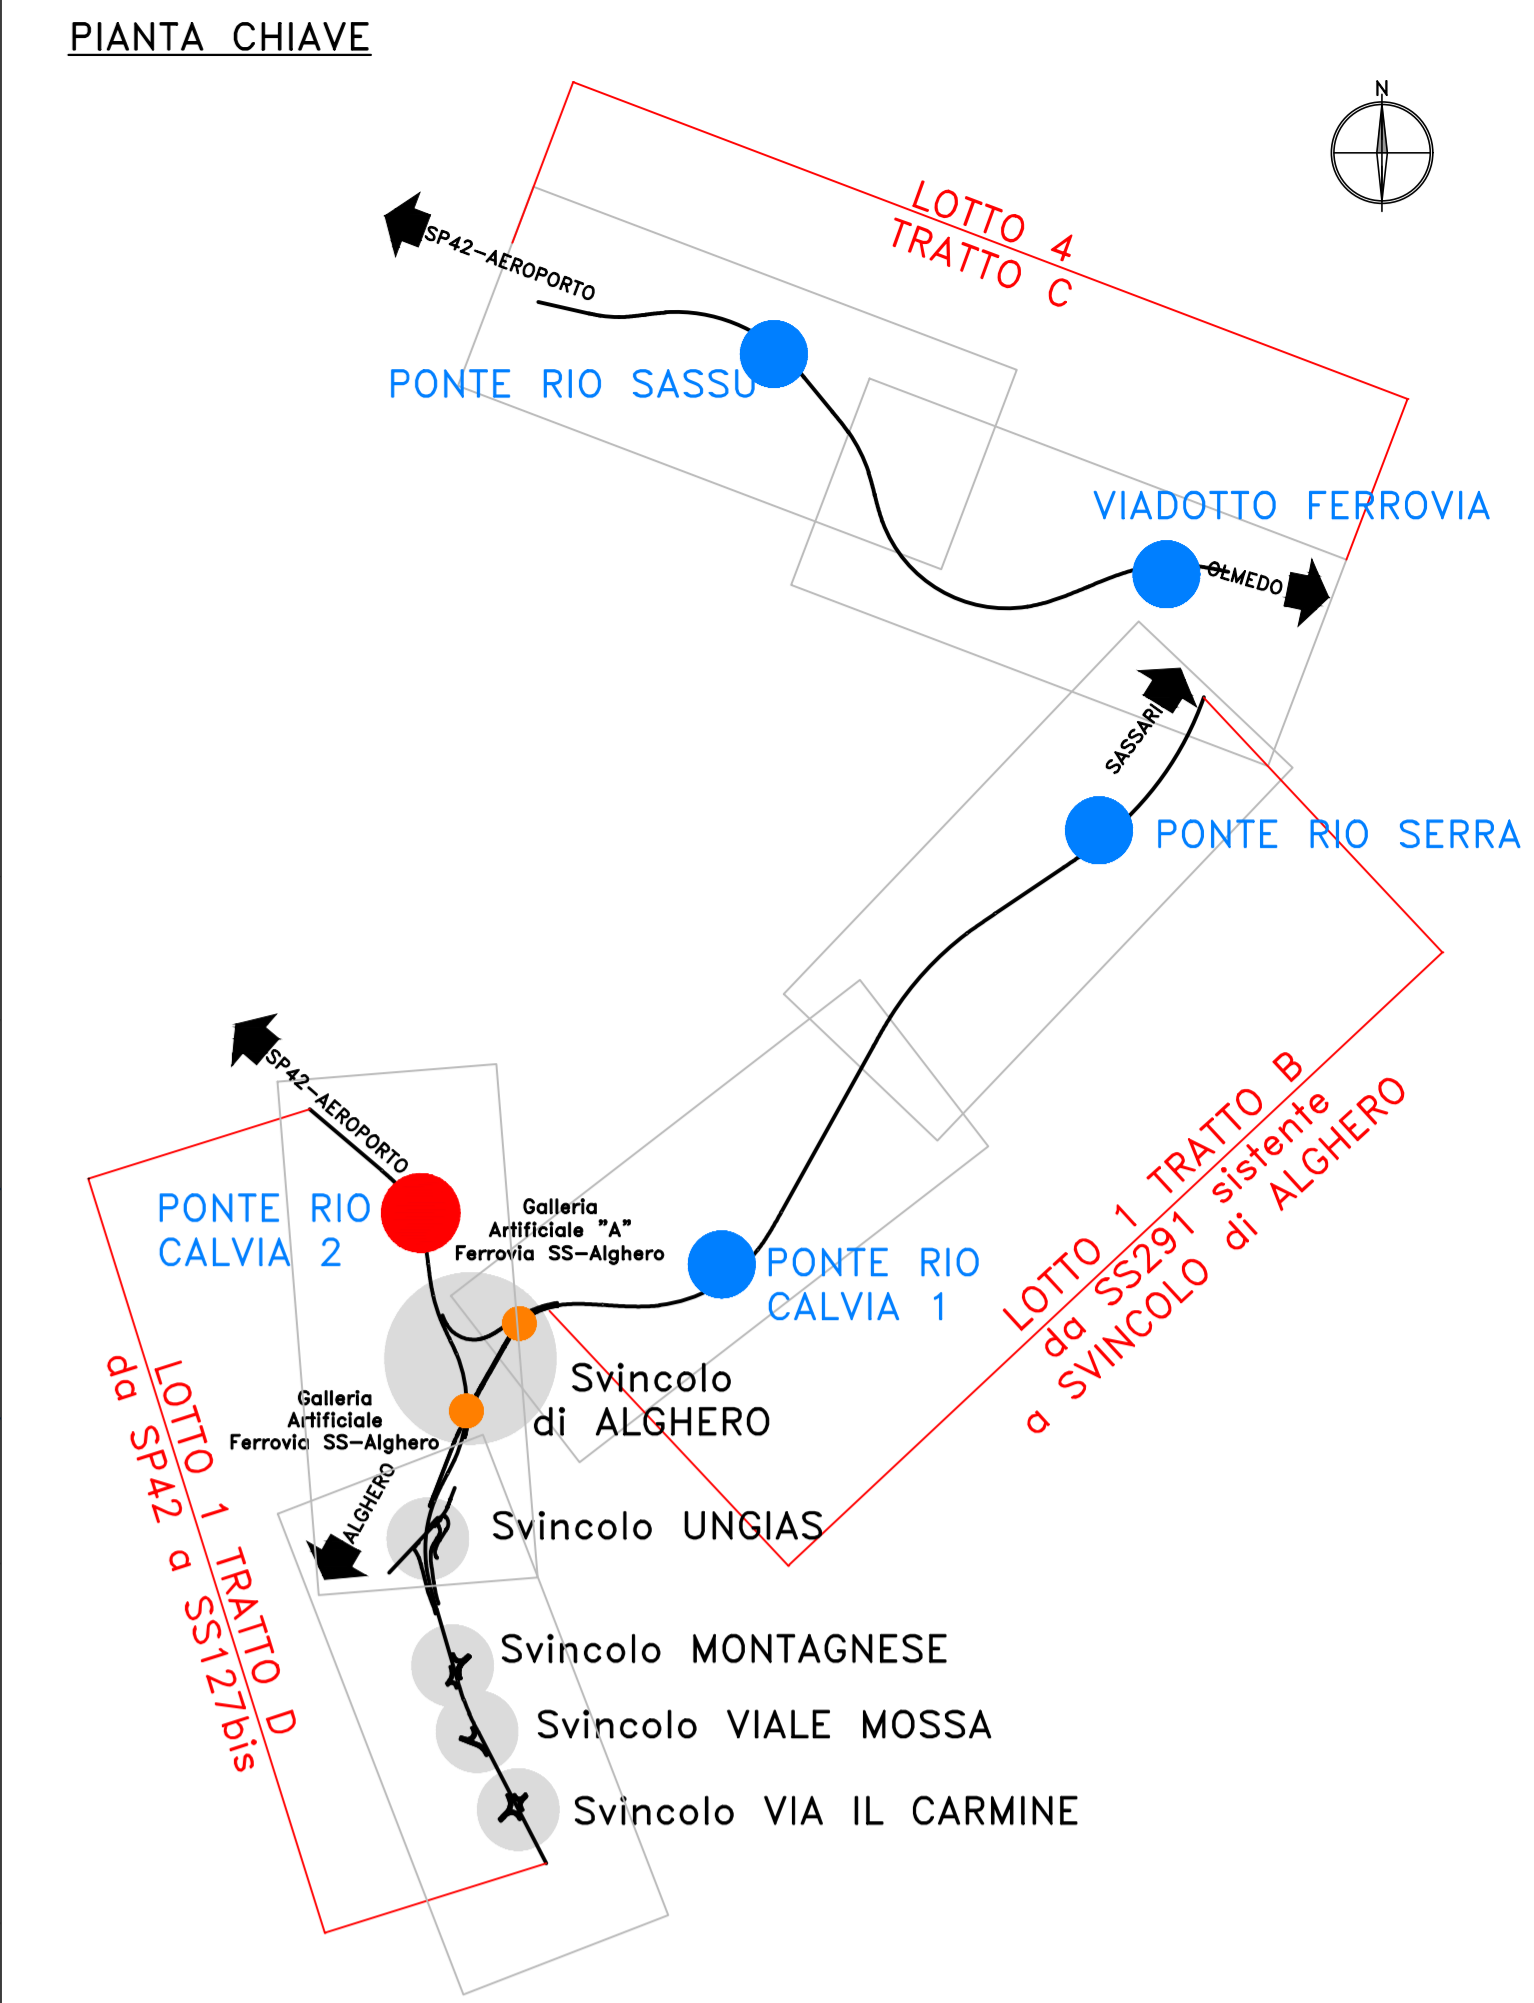 PIANTA CHIAVE
N
LOTTO 4
TRATTO C
SP42-AEROPORTO
PONTE RIO SASSU
VIADOTTO FERROVIA
OLMEDO
SASSARI
PONTE RIO SERRA
SP42-AEROPORTO
PONTE RIO
CALVIA 2
Galleria
Artificiale "A"
Ferrovia SS-Alghero
PONTE RIO
CALVIA 1
LOTTO 1 TRATTO B
da SS291 sistente
a SVINCOLO di ALGHERO
Svincolo
di ALGHERO
Galleria
Artificiale
Ferrovia SS-Alghero
ALGHERO
LOTTO 1 TRATTO D
da SP42 a SS127bis
Svincolo UNGIAS
Svincolo MONTAGNESE
Svincolo VIALE MOSSA
Svincolo VIA IL CARMINE